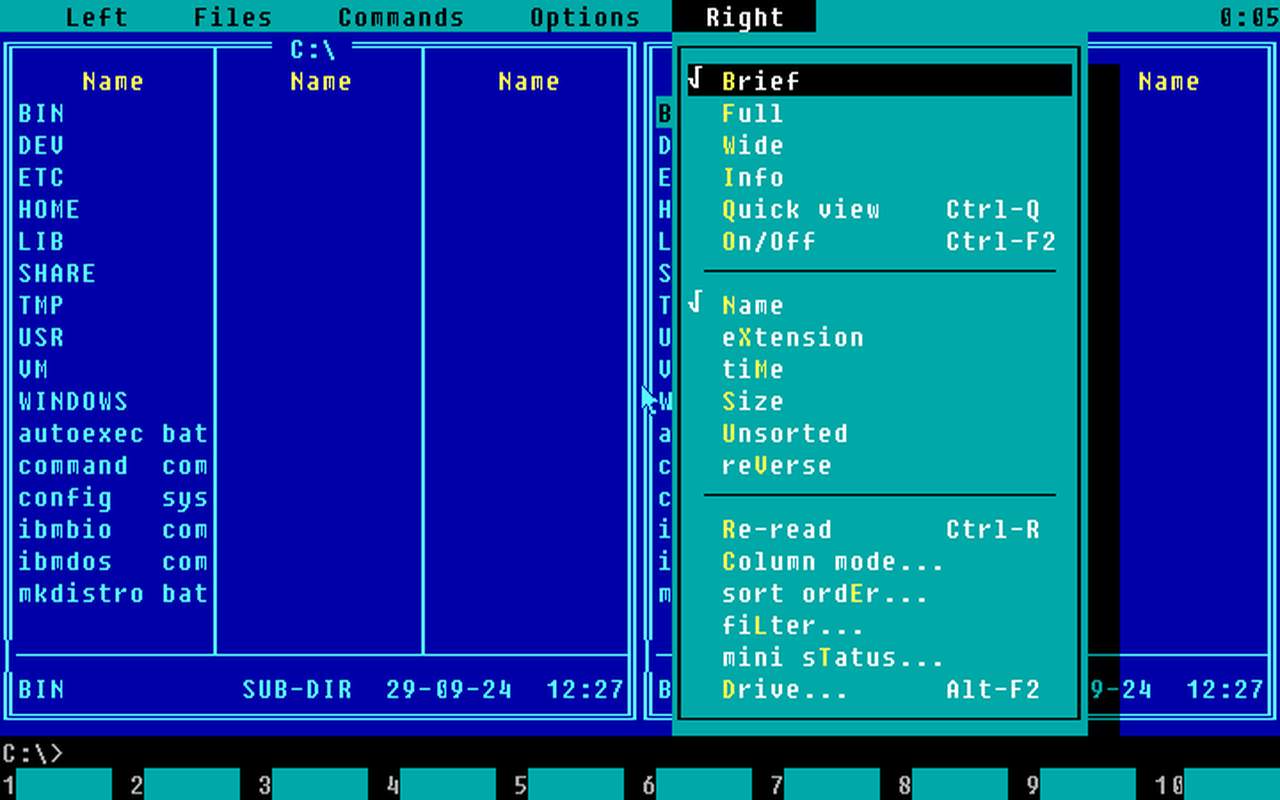 Left Files Commands Options Right 0:05
C:\
Name Name Name Name
√ Brief
BIN B Full
DEV D Wide
ETC E Info
HOME H Quick view Ctrl-Q
LIB L On/Off Ctrl-F2
SHARE S
TMP T √ Name
USR U eXtension
VM V tiMe
WINDOWS W Size
autoexec bat a Unsorted
command com c reVerse
config sys c
ibmbio com i Re-read Ctrl-R
ibmdos com i Column mode...
mkdistro bat m sort ordEr...
fiLter...
mini sTatus...
BIN SUB-DIR 29-09-24 12:27 B Drive... Alt-F2 9-24 12:27
C:\>
1 2 3 4 5 6 7 8 9 10